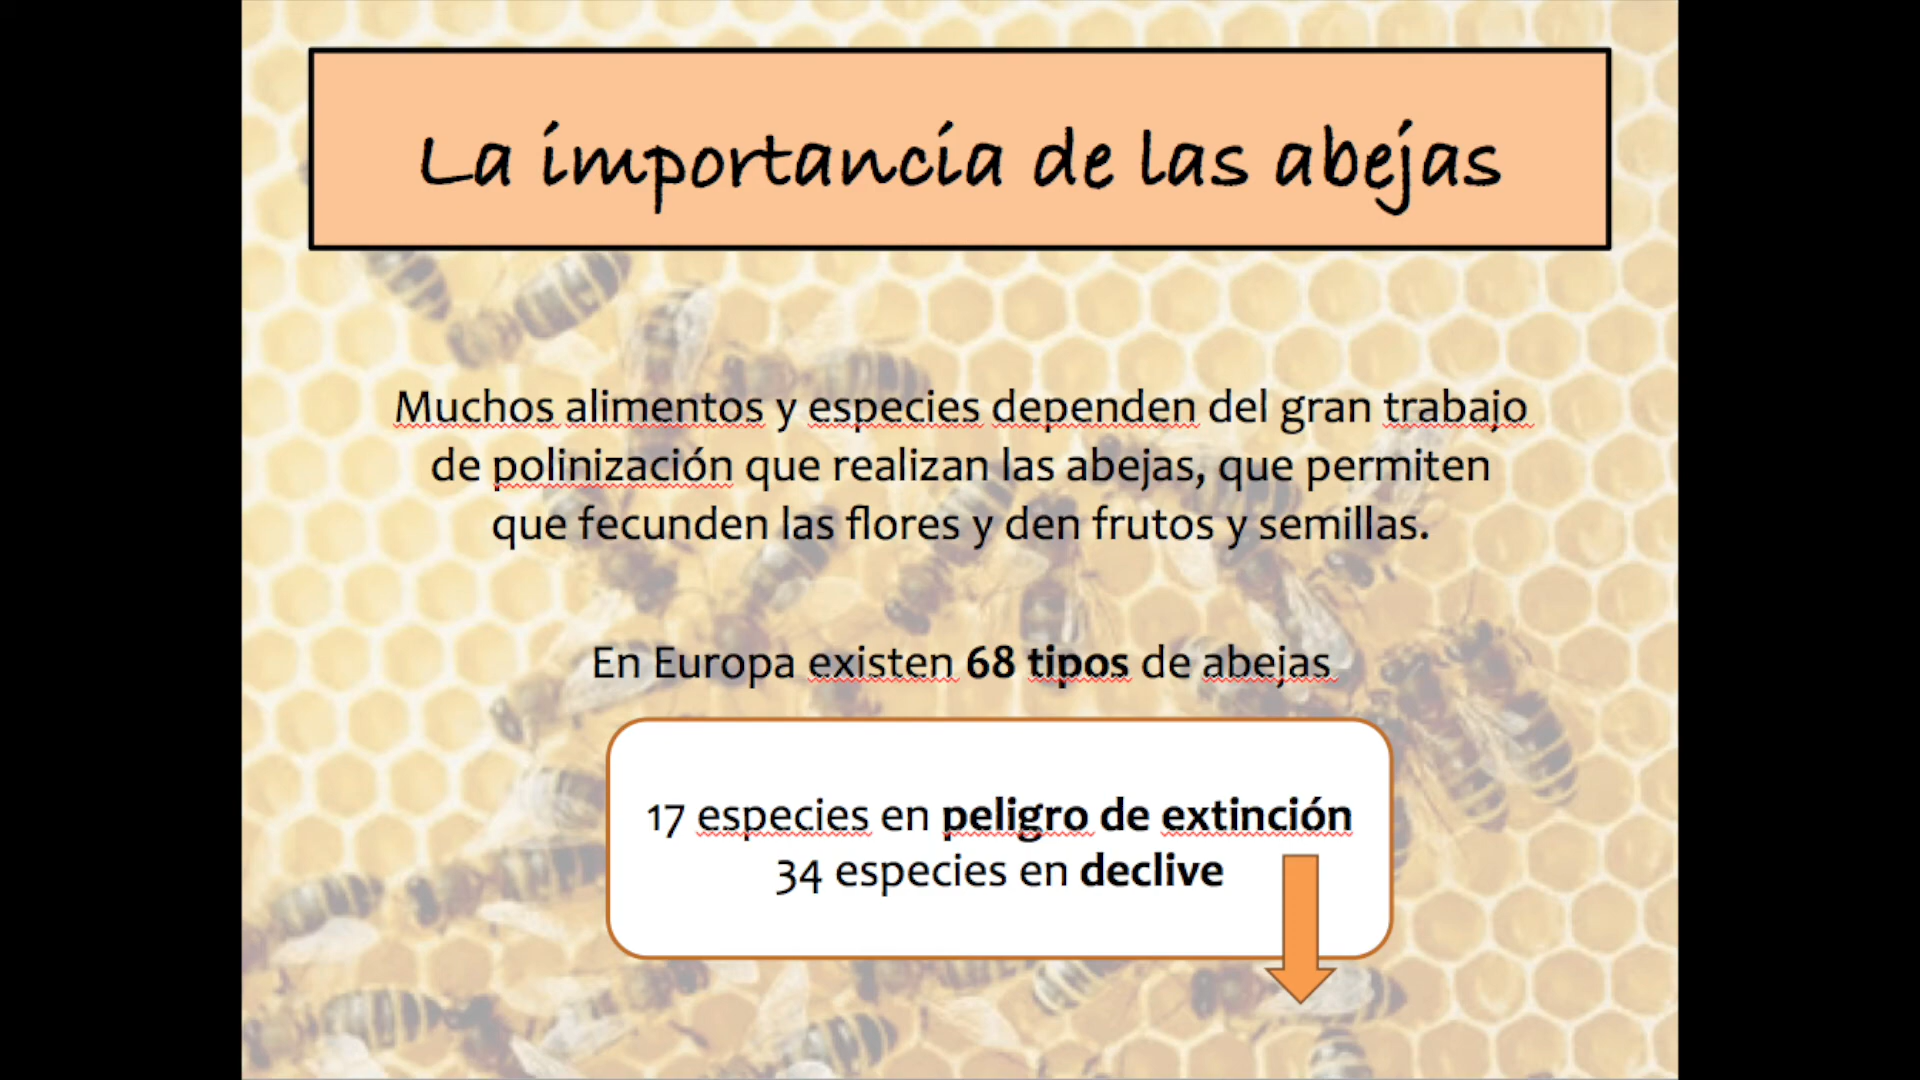 La importancia de las abejas
Muchos alimentos y especies dependen del gran trabajo
de polinización que realizan las abejas, que permiten
que fecunden las flores y den frutos y semillas.
En Europa existen 68 tipos de abejas
17 especies en peligro de extinción
34 especies en declive